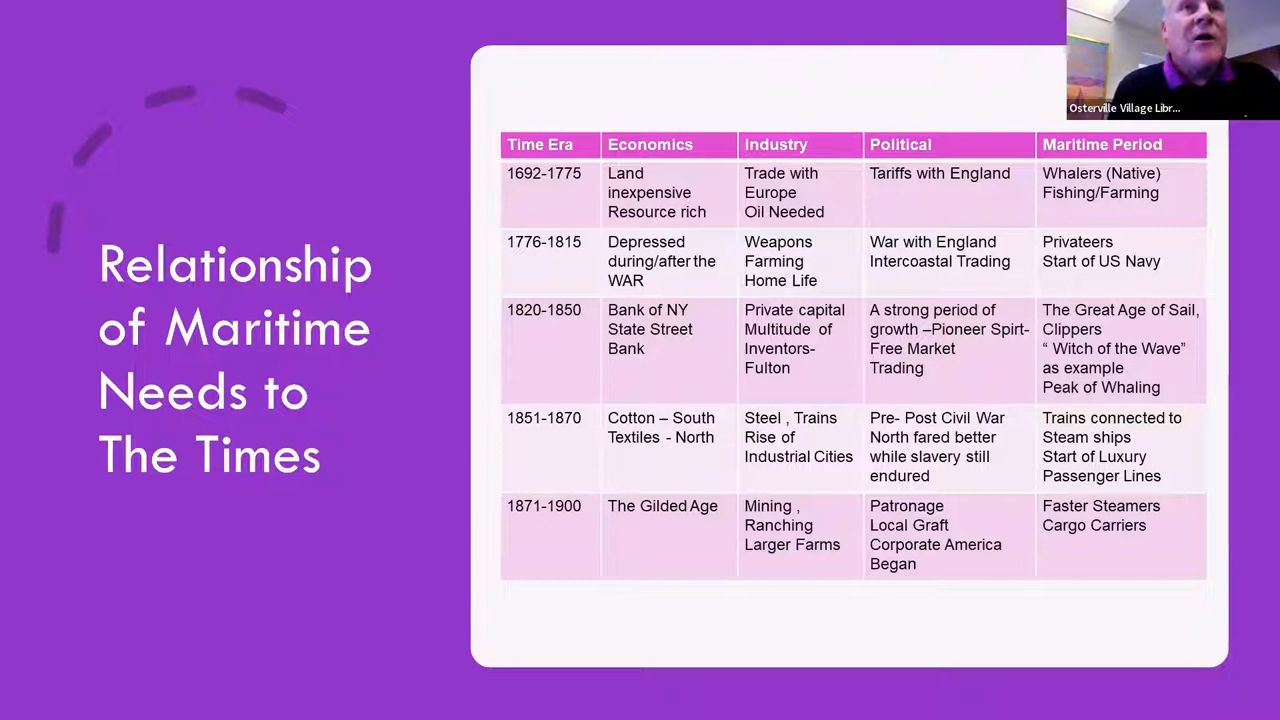 Osterville Village Libr...
Relationship
of Maritime
Needs to
The Times
Time Era Economics Industry Political Maritime Period
1692-1775
Land
inexpensive
Resource rich
Trade with
Europe
Oil Needed
Tariffs with England
Whalers (Native)
Fishing/Farming
1776-1815
Depressed
during/after the
WAR
Weapons
Farming
Home Life
War with England
Intercoastal Trading
Privateers
Start of US Navy
1820-1850
Bank of NY
State Street
Bank
Private capital
Multitude of
Inventors-
Fulton
A strong period of
growth –Pioneer Spirt-
Free Market
Trading
The Great Age of Sail,
Clippers
“ Witch of the Wave”
as example
Peak of Whaling
1851-1870
Cotton – South
Textiles - North
Steel , Trains
Rise of
Industrial Cities
Pre- Post Civil War
North fared better
while slavery still
endured
Trains connected to
Steam ships
Start of Luxury
Passenger Lines
1871-1900
The Gilded Age
Mining ,
Ranching
Larger Farms
Patronage
Local Graft
Corporate America
Began
Faster Steamers
Cargo Carriers